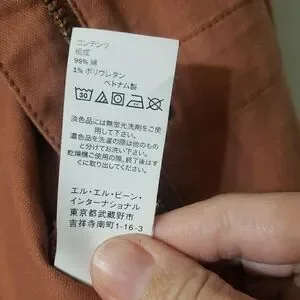 コンテンツ
組成
99% 綿
1% ポリウレタン
ベトナム製
30
淡色品には無蛍光洗剤をご使
用して下さい。
濃色品を洗濯の際は他のもの
と分けてお洗い下さい。
乾燥機ご使用の際、終了後はす
ぐに取り出してください。
エル・エル・ビーン・
インターナショナル
東京都武蔵野市
吉祥寺南町1-16-3